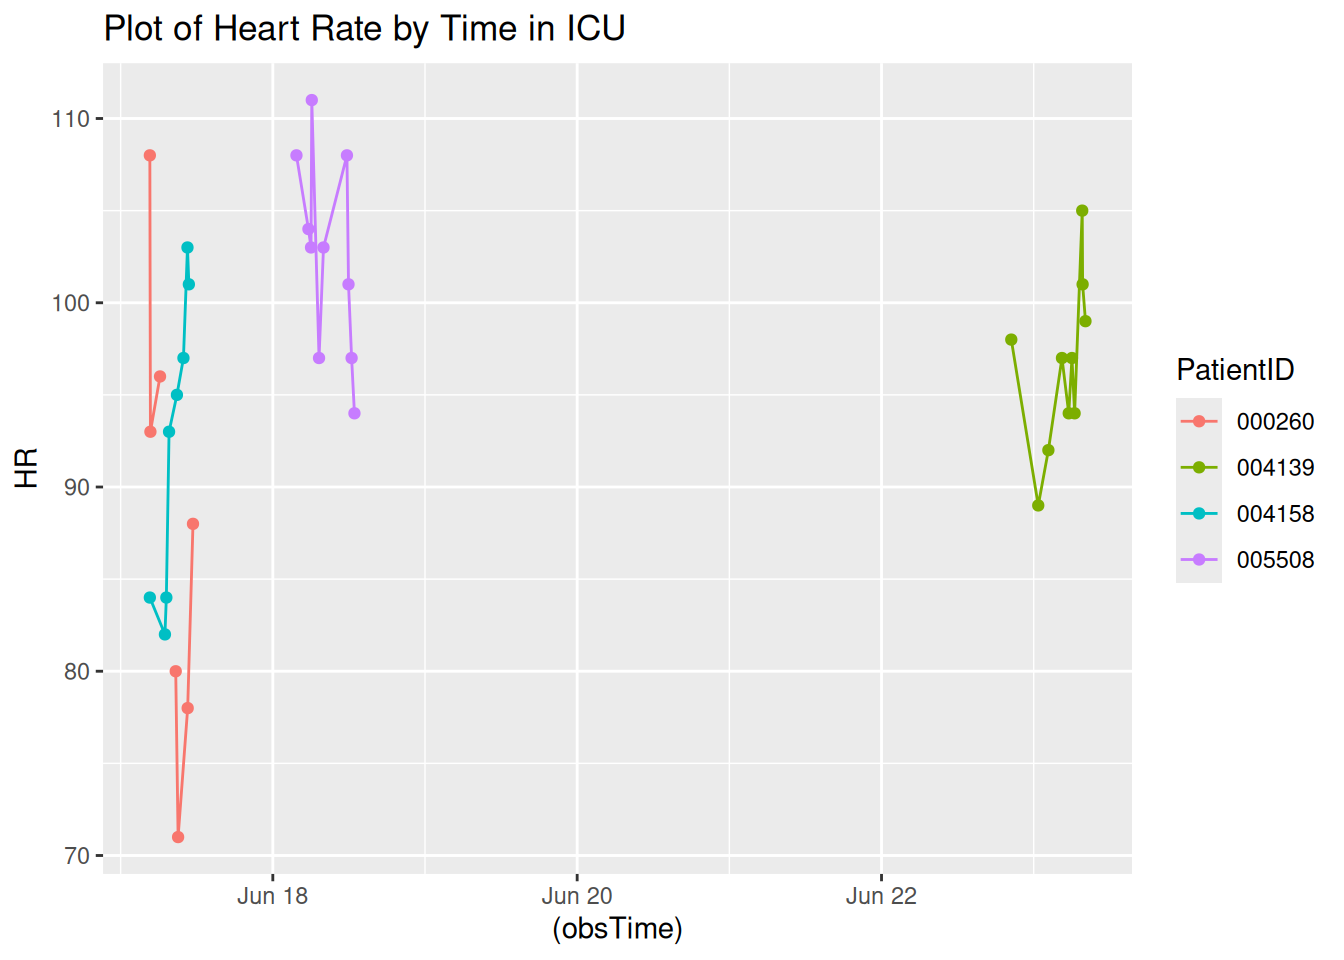 Plot of Heart Rate by Time in ICU
110
100
90
80
70
HR
Jun 18
Jun 20
Jun 22
(obsTime)
PatientID
000260
004139
004158
005508